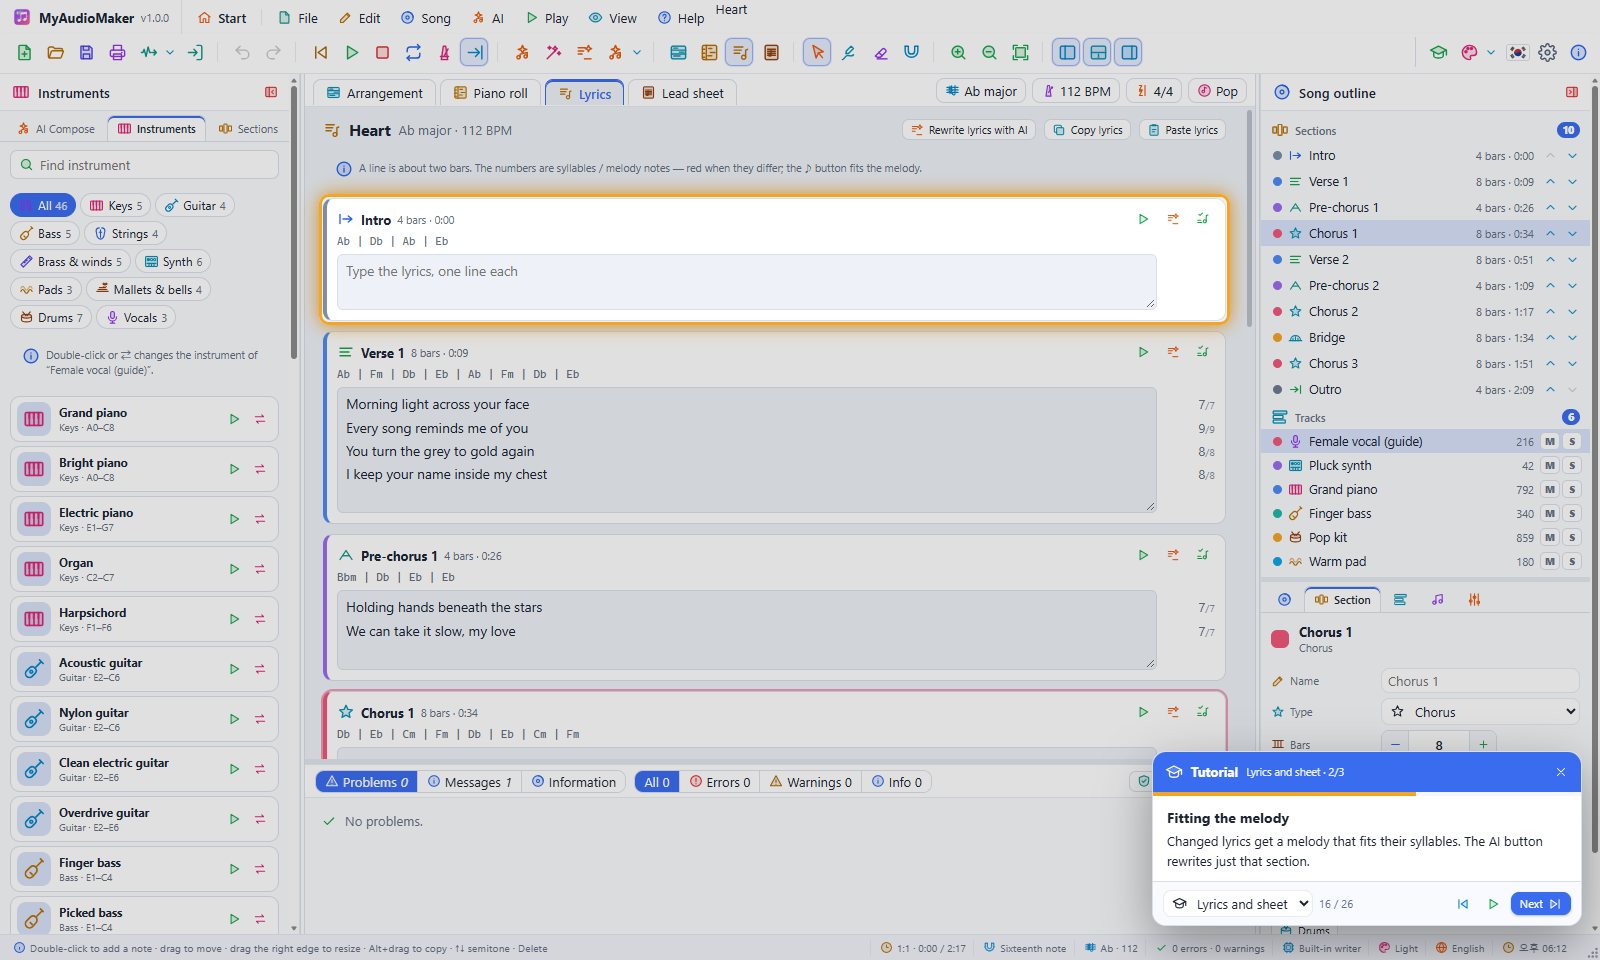 MyAudioMaker v1.0.0 Start File Edit Song AI Play View Help Heart
Instruments
AI Compose Instruments Sections
Find instrument
All 46 Keys 5 Guitar 4
Bass 5 Strings 4
Brass & winds 5 Synth 6
Pads 3 Mallets & bells 4
Drums 7 Vocals 3
Double-click or ⇄ changes the instrument of
“Female vocal (guide)”.
Grand piano
Keys · A0–C8
Bright piano
Keys · A0–C8
Electric piano
Keys · E1–G7
Organ
Keys · C2–C7
Harpsichord
Keys · F1–F6
Acoustic guitar
Guitar · E2–C6
Nylon guitar
Guitar · E2–C6
Clean electric guitar
Guitar · E2–E6
Overdrive guitar
Guitar · E2–E6
Finger bass
Bass · E1–C4
Picked bass
Bass · E1–C4
Arrangement Piano roll Lyrics Lead sheet Ab major 112 BPM 4/4 Pop
Heart Ab major · 112 BPM Rewrite lyrics with AI Copy lyrics Paste lyrics
A line is about two bars. The numbers are syllables / melody notes — red when they differ; the ♪ button fits the melody.
Intro 4 bars · 0:00
Ab | Db | Ab | Eb
Type the lyrics, one line each
Verse 1 8 bars · 0:09
Ab | Fm | Db | Eb | Ab | Fm | Db | Eb
Morning light across your face 7/7
Every song reminds me of you 9/9
You turn the grey to gold again 8/8
I keep your name inside my chest 8/8
Pre-chorus 1 4 bars · 0:26
Bbm | Db | Eb | Eb
Holding hands beneath the stars 7/7
We can take it slow, my love 7/7
Chorus 1 8 bars · 0:34
Db | Eb | Cm | Fm | Db | Eb | Cm | Fm
Problems 0 Messages 1 Information All 0 Errors 0 Warnings 0 Info 0
No problems.
Song outline
Sections 10
Intro 4 bars · 0:00
Verse 1 8 bars · 0:09
Pre-chorus 1 4 bars · 0:26
Chorus 1 8 bars · 0:34
Verse 2 8 bars · 0:51
Pre-chorus 2 4 bars · 1:09
Chorus 2 8 bars · 1:17
Bridge 8 bars · 1:34
Chorus 3 8 bars · 1:51
Outro 4 bars · 2:09
Tracks 6
Female vocal (guide) 216 M S
Pluck synth 42 M S
Grand piano 792 M S
Finger bass 340 M S
Pop kit 859 M S
Warm pad 180 M S
Section
Chorus 1
Chorus
Name Chorus 1
Type Chorus
Bars 8
Tutorial Lyrics and sheet · 2/3
Fitting the melody
Changed lyrics get a melody that fits their syllables. The AI button
rewrites just that section.
Lyrics and sheet 16 / 26 Next
Drums
Double-click to add a note · drag to move · drag the right edge to resize · Alt+drag to copy · ↑↓ semitone · Delete 1:1 · 0:00 / 2:17 Sixteenth note Ab · 112 0 errors · 0 warnings Built-in writer Light English 오후 06:12